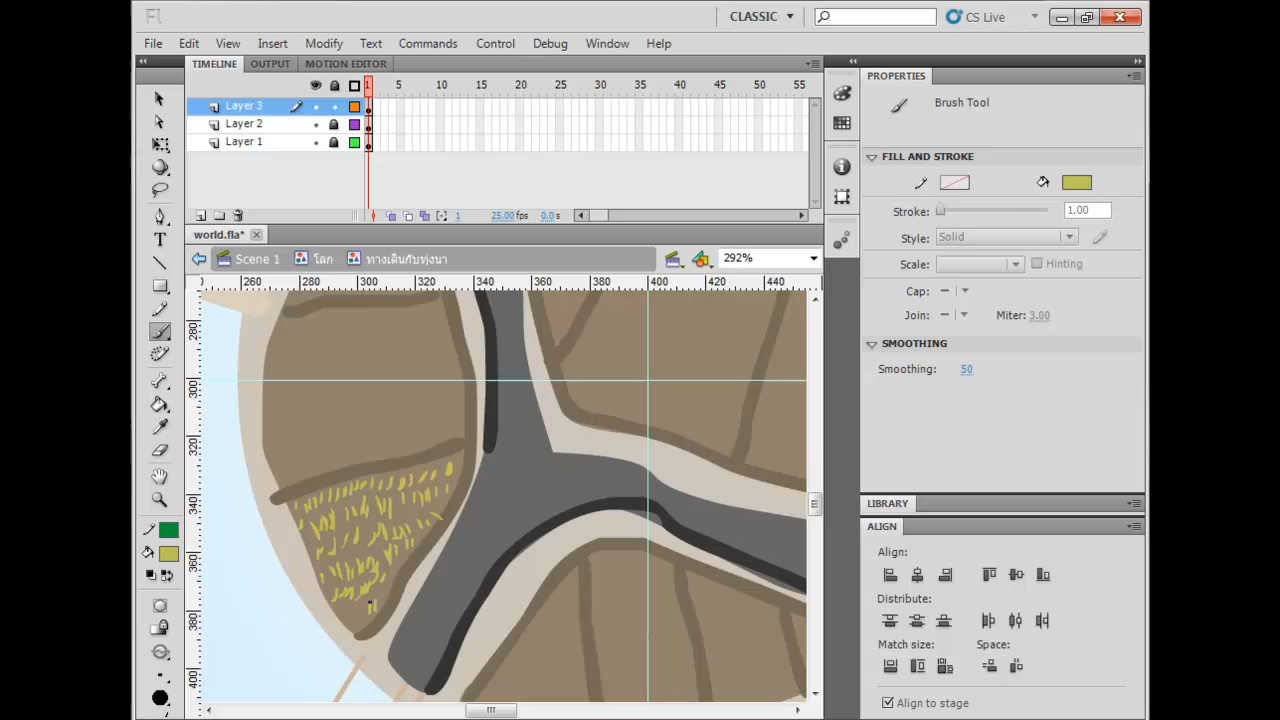 Fl CLASSIC CS Live
File Edit View Insert Modify Text Commands Control Debug Window Help
TIMELINE OUTPUT MOTION EDITOR
1 5 10 15 20 25 30 35 40 45 50 55
Layer 3
Layer 2
Layer 1
1 25.00 fps 0.0 s
world.fla*
Scene 1 โลก ทางเดินกับทุ่งนา 292%
260 280 300 320 340 360 380 400 420 440
280
300
320
340
360
380
400
PROPERTIES
Brush Tool
FILL AND STROKE
Stroke: 1.00
Style: Solid
Scale: Hinting
Cap:
Join: Miter: 3.00
SMOOTHING
Smoothing: 50
LIBRARY
ALIGN
Align:
Distribute:
Match size: Space:
Align to stage